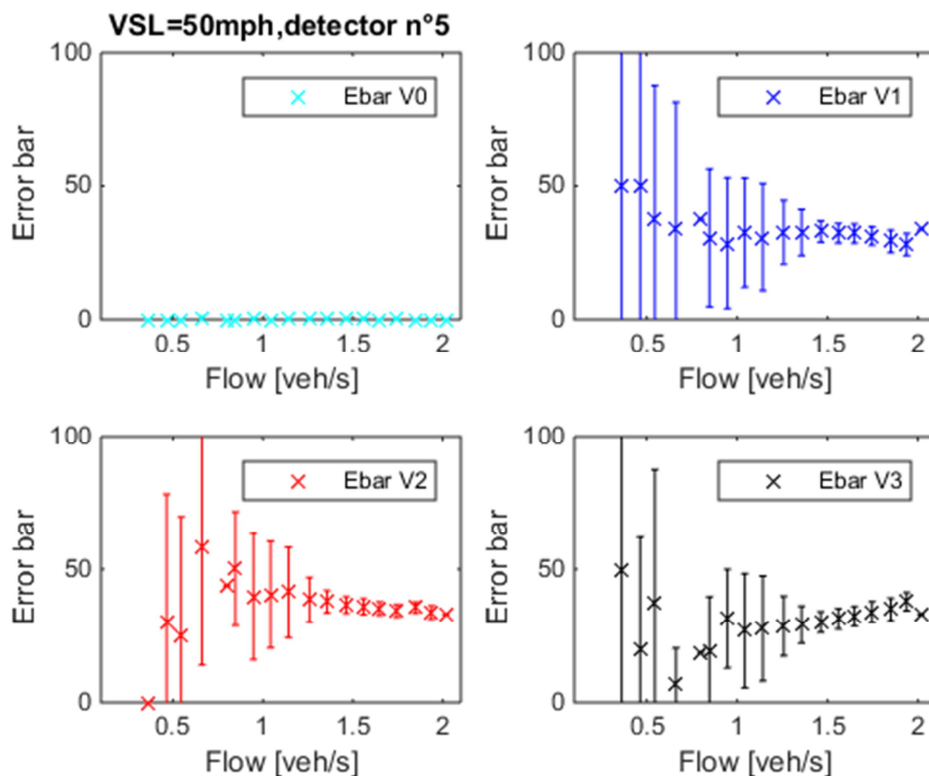 VSL=50mph,detector n°5
100
50
0
Error bar
Ebar V0
0.5 1 1.5 2
Flow [veh/s]
100
50
0
Error bar
Ebar V1
0.5 1 1.5 2
Flow [veh/s]
100
50
0
Error bar
Ebar V2
0.5 1 1.5 2
Flow [veh/s]
100
50
0
Error bar
Ebar V3
0.5 1 1.5 2
Flow [veh/s]